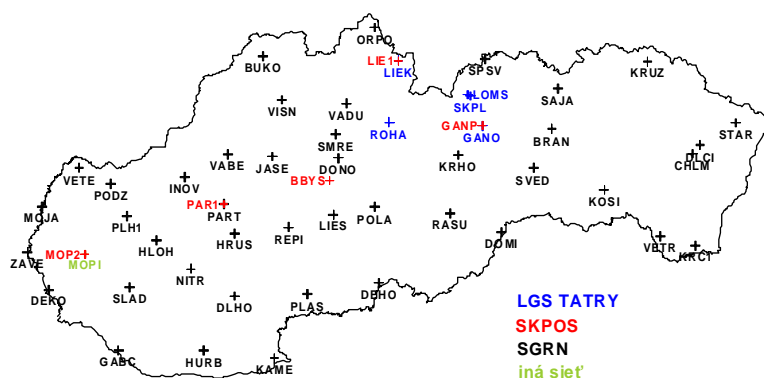 ORPO
BUKO
LIE1
LIEK
SPSV
KRUZ
VISN
VADU
LOMS
SKPL
SAJA
ROHA
GANP
GANO
BRAN
STAR
SMRE
VABE
JASE
DONO
KRHO
DLCI
CHLM
VETE
PODZ
INOV
BBYS
SVED
KOSI
MOJA
PLH1
PAR1
PART
LIES
POLA
RASU
HLOH
HRUS
REPI
DOMI
VETR
KRCI
ZAVE
MOP2
MOPI
NITR
DEKO
SLAD
DLHO
PLAS
DEHO
GABC
HURB
KAME
LGS TATRY
SKPOS
SGRN
iná sieť